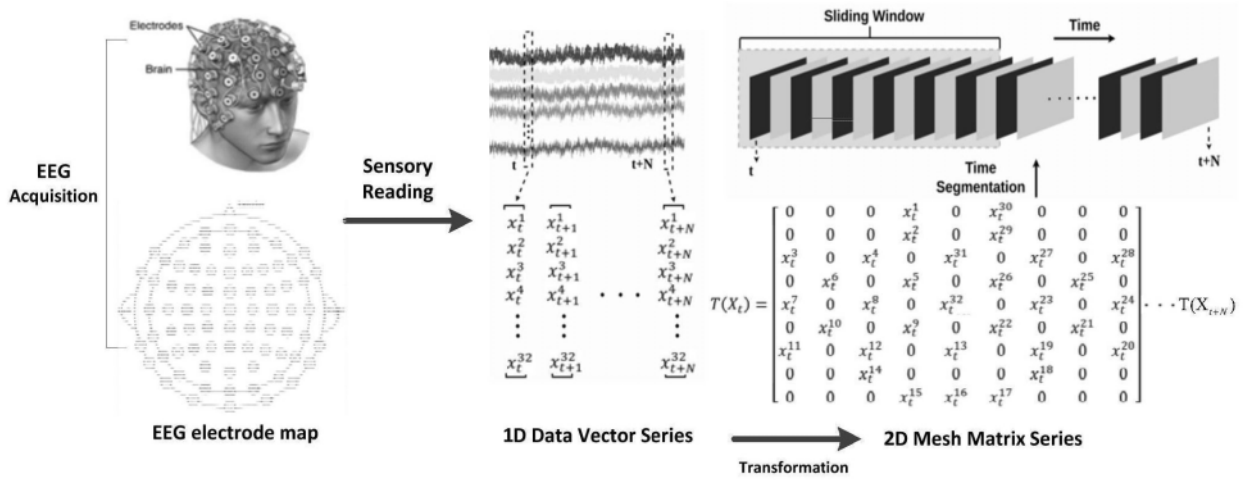 Electrodes
Brain
EEG
Acquisition
EEG electrode map
Sensory
Reading
t t+N
x_t^1 x_{t+1}^1 x_{t+N}^1
x_t^2 x_{t+1}^2 x_{t+N}^2
x_t^3 x_{t+1}^3 x_{t+N}^3
x_t^4 x_{t+1}^4 · · · x_{t+N}^4
⋮ ⋮ ⋮
x_t^{32} x_{t+1}^{32} x_{t+N}^{32}
1D Data Vector Series
Transformation
Sliding Window
Time
t
t+N
Time
Segmentation
0 0 0 x_t^1 0 x_t^{30} 0 0 0
0 0 0 x_t^2 0 x_t^{29} 0 0 0
x_t^3 0 x_t^4 0 x_t^{31} 0 x_t^{27} 0 x_t^{28}
0 x_t^6 0 x_t^5 0 x_t^{26} 0 x_t^{25} 0
T(X_t) = x_t^7 0 x_t^8 0 x_t^{32} 0 x_t^{23} 0 x_t^{24} · · · T(X_{t+N})
0 x_t^{10} 0 x_t^9 0 x_t^{22} 0 x_t^{21} 0
x_t^{11} 0 x_t^{12} 0 x_t^{13} 0 x_t^{19} 0 x_t^{20}
0 0 x_t^{14} 0 0 0 x_t^{18} 0 0
0 0 0 x_t^{15} x_t^{16} x_t^{17} 0 0 0
2D Mesh Matrix Series